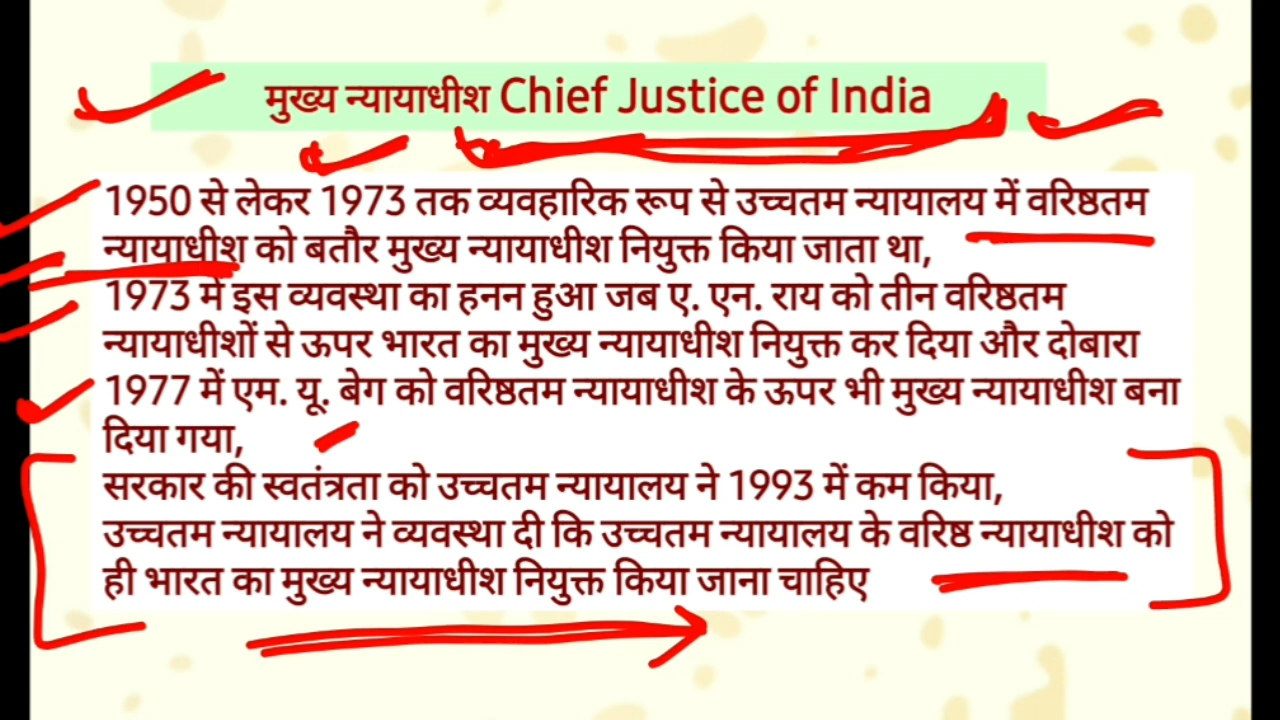 मुख्य न्यायाधीश Chief Justice of India
1950 से लेकर 1973 तक व्यवहारिक रूप से उच्चतम न्यायालय में वरिष्ठतम
न्यायाधीश को बतौर मुख्य न्यायाधीश नियुक्त किया जाता था,
1973 में इस व्यवस्था का हनन हुआ जब ए. एन. राय को तीन वरिष्ठतम
न्यायाधीशों से ऊपर भारत का मुख्य न्यायाधीश नियुक्त कर दिया और दोबारा
1977 में एम. यू. बेग को वरिष्ठतम न्यायाधीश के ऊपर भी मुख्य न्यायाधीश बना
दिया गया,
सरकार की स्वतंत्रता को उच्चतम न्यायालय ने 1993 में कम किया,
उच्चतम न्यायालय ने व्यवस्था दी कि उच्चतम न्यायालय के वरिष्ठ न्यायाधीश को
ही भारत का मुख्य न्यायाधीश नियुक्त किया जाना चाहिए